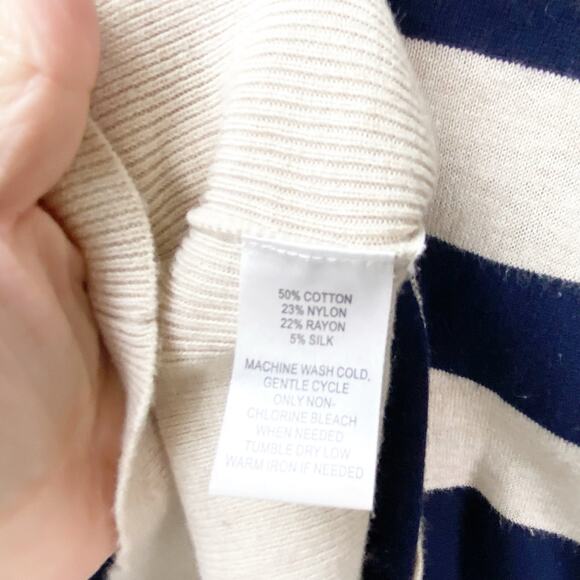 50% COTTON
23% NYLON
22% RAYON
5% SILK
MACHINE WASH COLD,
GENTLE CYCLE
ONLY NON-
CHLORINE BLEACH
WHEN NEEDED
TUMBLE DRY LOW
WARM IRON IF NEEDED